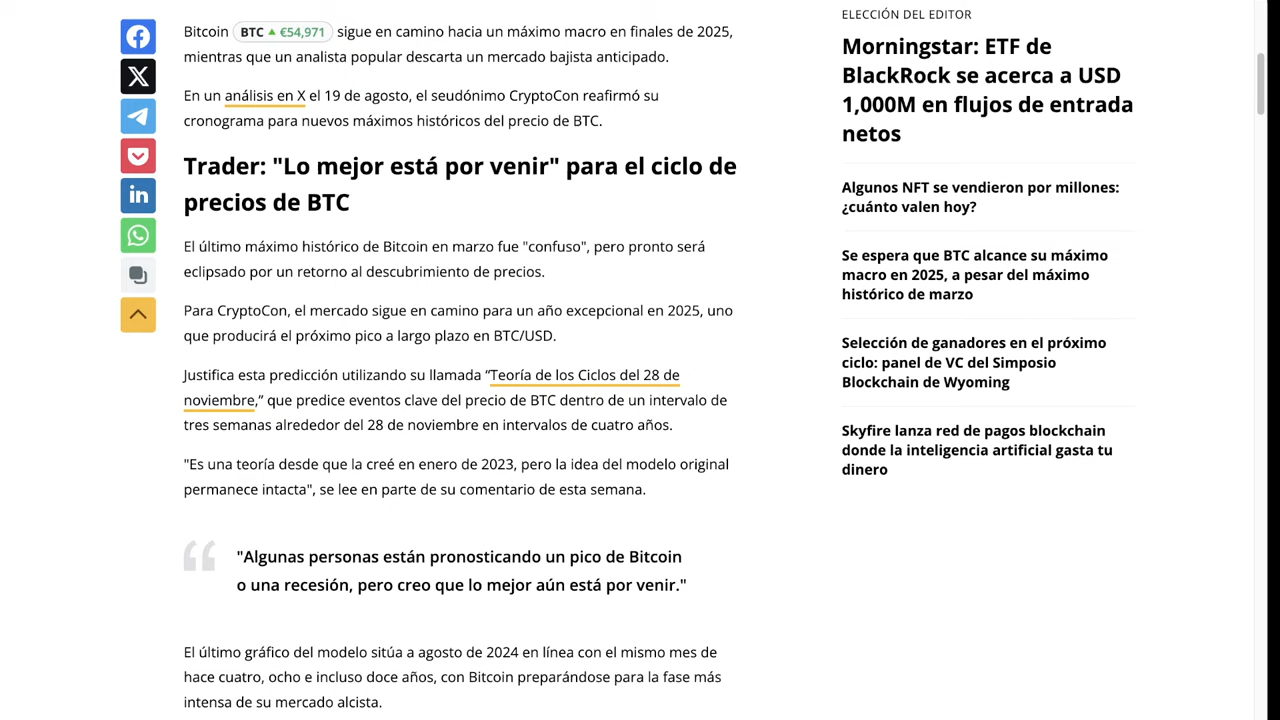 Bitcoin BTC €54,971 sigue en camino hacia un máximo macro en finales de 2025,
mientras que un analista popular descarta un mercado bajista anticipado.
En un análisis en X el 19 de agosto, el seudónimo CryptoCon reafirmó su
cronograma para nuevos máximos históricos del precio de BTC.
Trader: "Lo mejor está por venir" para el ciclo de
precios de BTC
El último máximo histórico de Bitcoin en marzo fue "confuso", pero pronto será
eclipsado por un retorno al descubrimiento de precios.
Para CryptoCon, el mercado sigue en camino para un año excepcional en 2025, uno
que producirá el próximo pico a largo plazo en BTC/USD.
Justifica esta predicción utilizando su llamada “Teoría de los Ciclos del 28 de
noviembre,” que predice eventos clave del precio de BTC dentro de un intervalo de
tres semanas alrededor del 28 de noviembre en intervalos de cuatro años.
"Es una teoría desde que la creé en enero de 2023, pero la idea del modelo original
permanece intacta", se lee en parte de su comentario de esta semana.
"Algunas personas están pronosticando un pico de Bitcoin
o una recesión, pero creo que lo mejor aún está por venir."
El último gráfico del modelo sitúa a agosto de 2024 en línea con el mismo mes de
hace cuatro, ocho e incluso doce años, con Bitcoin preparándose para la fase más
intensa de su mercado alcista.
ELECCIÓN DEL EDITOR
Morningstar: ETF de
BlackRock se acerca a USD
1,000M en flujos de entrada
netos
Algunos NFT se vendieron por millones:
¿cuánto valen hoy?
Se espera que BTC alcance su máximo
macro en 2025, a pesar del máximo
histórico de marzo
Selección de ganadores en el próximo
ciclo: panel de VC del Simposio
Blockchain de Wyoming
Skyfire lanza red de pagos blockchain
donde la inteligencia artificial gasta tu
dinero